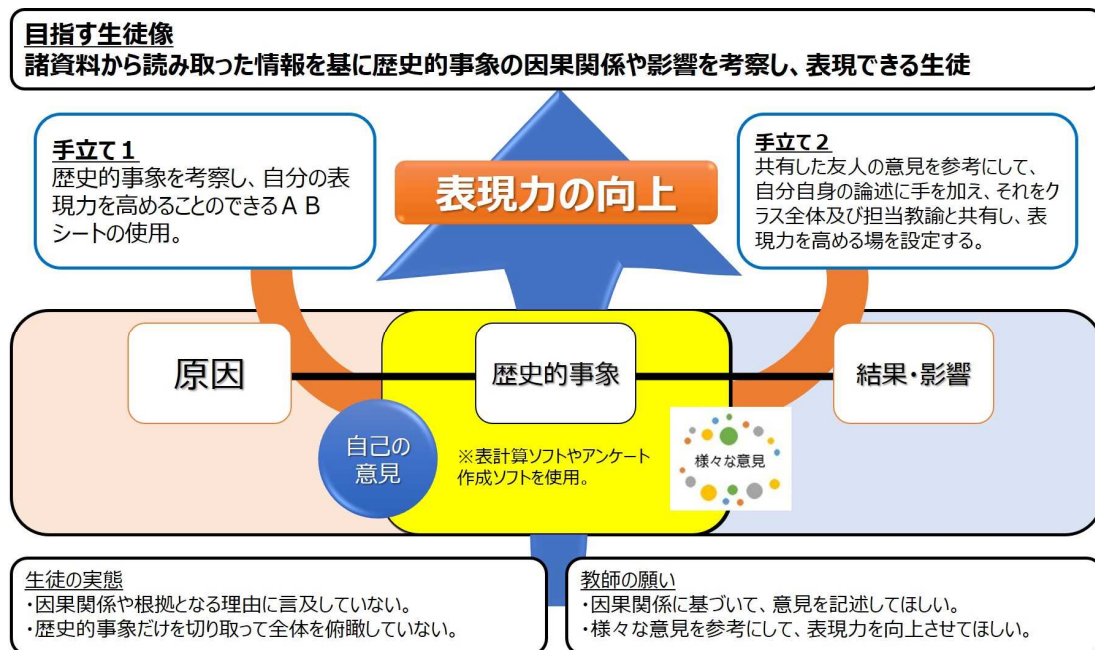 目指す生徒像
諸資料から読み取った情報を基に歴史的事象の因果関係や影響を考察し、表現できる生徒
手立て１
歴史的事象を考察し、自分の表
現力を高めることのできるＡＢ
シートの使用。
表現力の向上
手立て２
共有した友人の意見を参考にして、
自分自身の論述に手を加え、それをク
ラス全体及び担当教諭と共有し、表
現力を高める場を設定する。
原因
歴史的事象
結果・影響
自己の
意見
※表計算ソフトやアンケート
作成ソフトを使用。
様々な意見
生徒の実態
・因果関係や根拠となる理由に言及していない。
・歴史的事象だけを切り取って全体を俯瞰していない。
教師の願い
・因果関係に基づいて、意見を記述してほしい。
・様々な意見を参考にして、表現力を向上させてほしい。